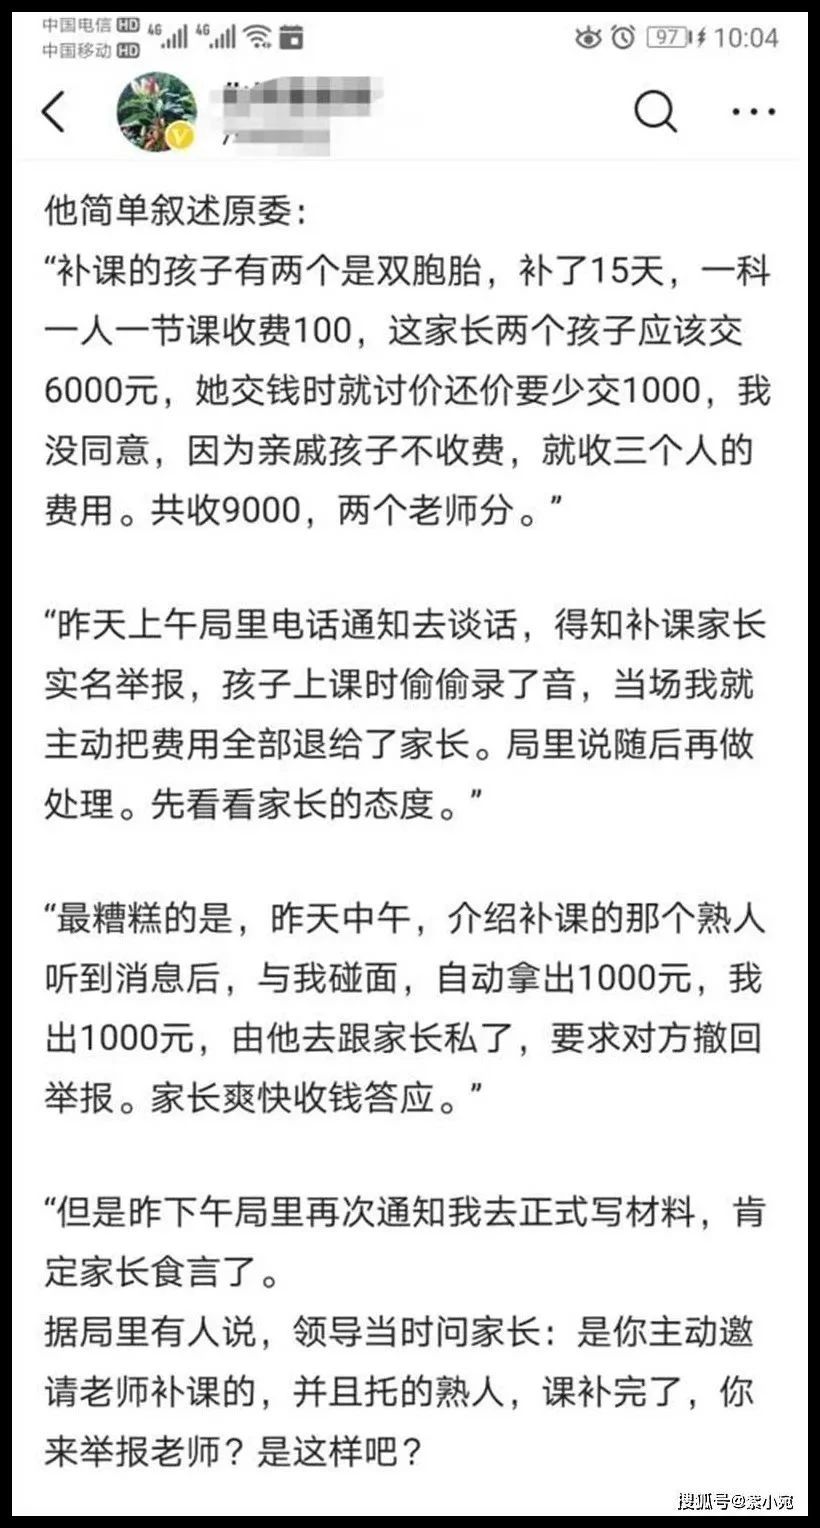 中国电信 HD 4G 4G 97 10:04
中国移动 HD
他简单叙述原委：
“补课的孩子有两个是双胞胎，补了15天，一科
一人一节课收费100，这家长两个孩子应该交
6000元，她交钱时就讨价还价要少交1000，我
没同意，因为亲戚孩子不收费，就收三个人的
费用。共收9000，两个老师分。”
“昨天上午局里电话通知去谈话，得知补课家长
实名举报，孩子上课时偷偷录了音，当场我就
主动把费用全部退给了家长。局里说随后再做
处理。先看看家长的态度。”
“最糟糕的是，昨天中午，介绍补课的那个熟人
听到消息后，与我碰面，自动拿出1000元，我
出1000元，由他去跟家长私了，要求对方撤回
举报。家长爽快收钱答应。”
“但是昨下午局里再次通知我去正式写材料，肯
定家长食言了。
据局里有人说，领导当时问家长：是你主动邀
请老师补课的，并且托的熟人，课补完了，你
来举报老师？是这样吧？
搜狐号@紫小宛